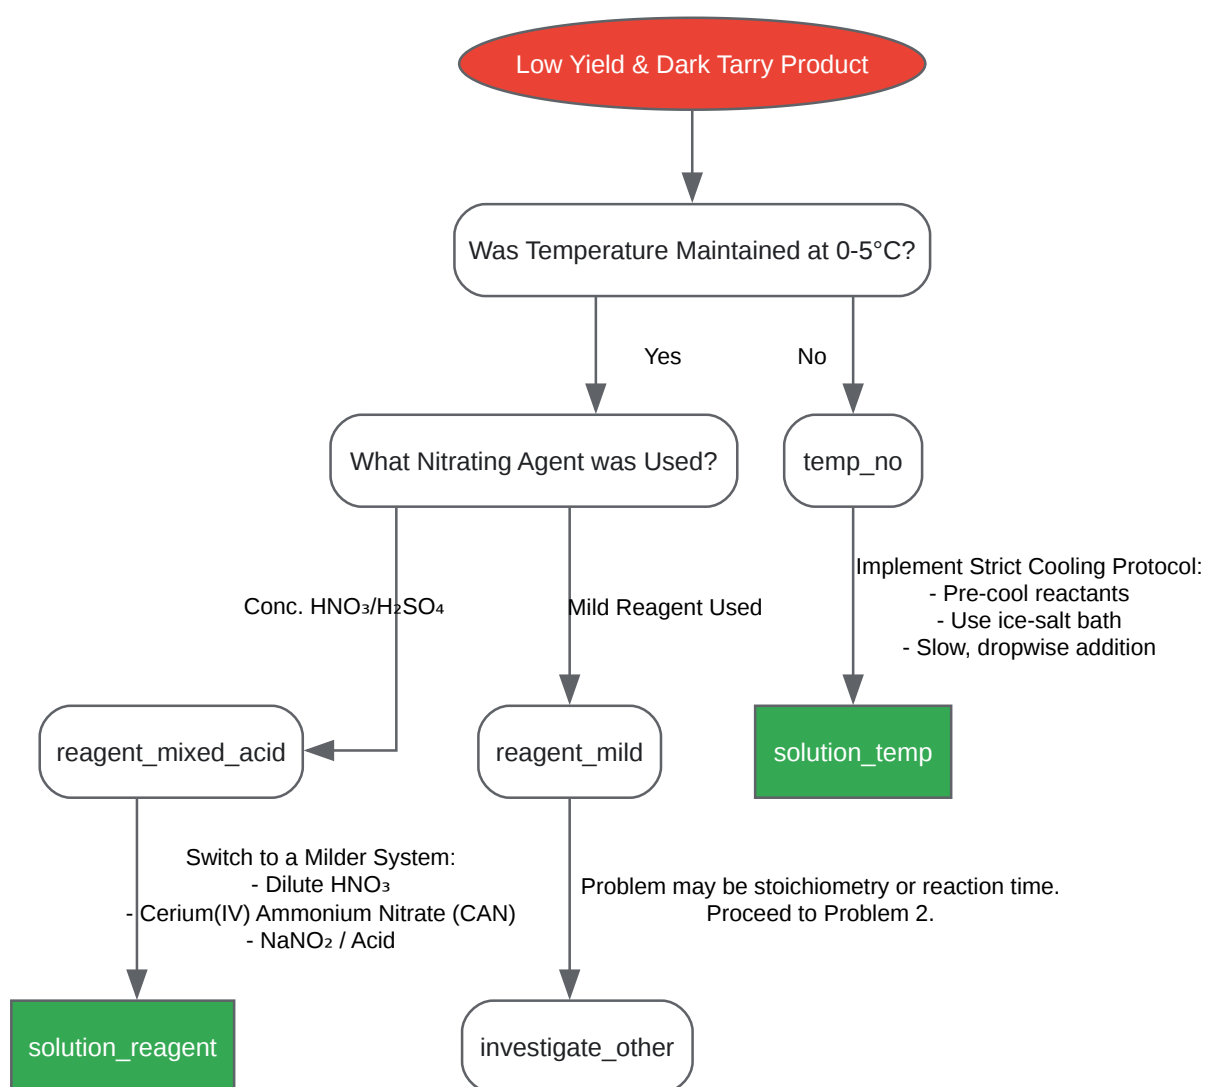 Low Yield & Dark Tarry Product
Was Temperature Maintained at 0-5°C?
Yes
No
What Nitrating Agent was Used?
temp_no
Conc. HNO₃/H₂SO₄
Mild Reagent Used
Implement Strict Cooling Protocol:
- Pre-cool reactants
- Use ice-salt bath
- Slow, dropwise addition
reagent_mixed_acid
reagent_mild
solution_temp
Switch to a Milder System:
- Dilute HNO₃
- Cerium(IV) Ammonium Nitrate (CAN)
- NaNO₂ / Acid
Problem may be stoichiometry or reaction time.
Proceed to Problem 2.
solution_reagent
investigate_other